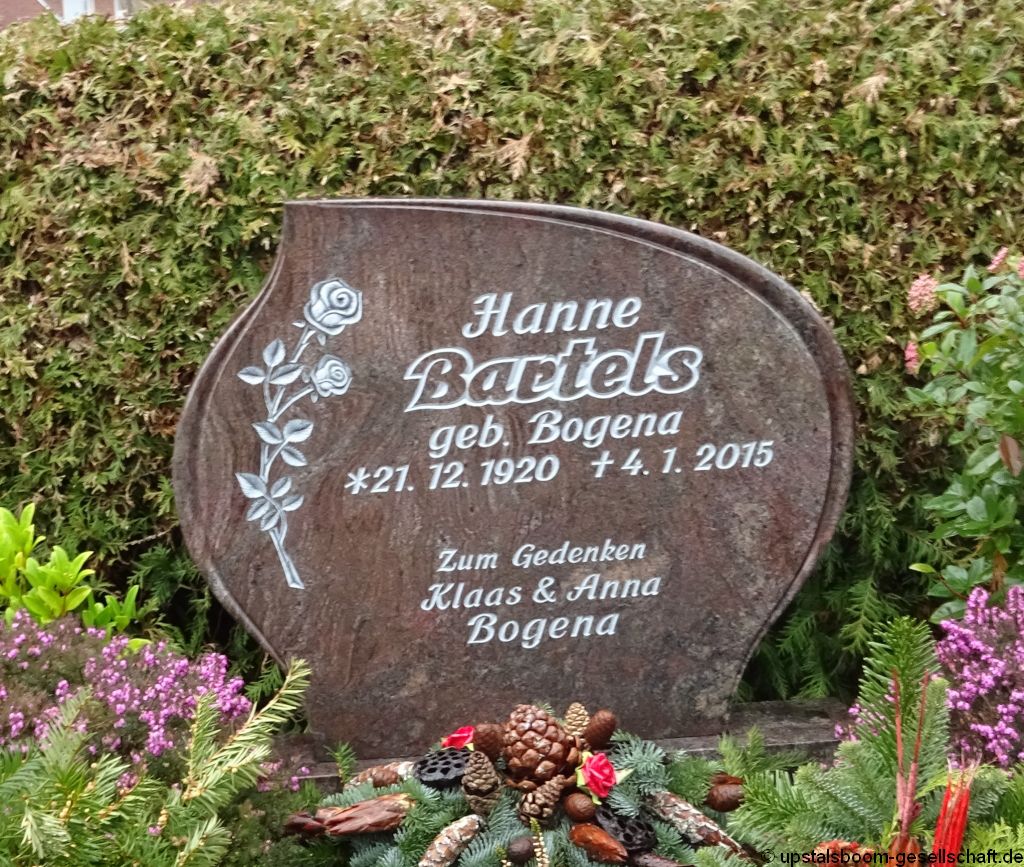 Hanne
Bartels
geb. Bogena
*21. 12. 1920 †4. 1. 2015
Zum Gedenken
Klaas & Anna
Bogena
© upstalsboom-gesellschaft.de